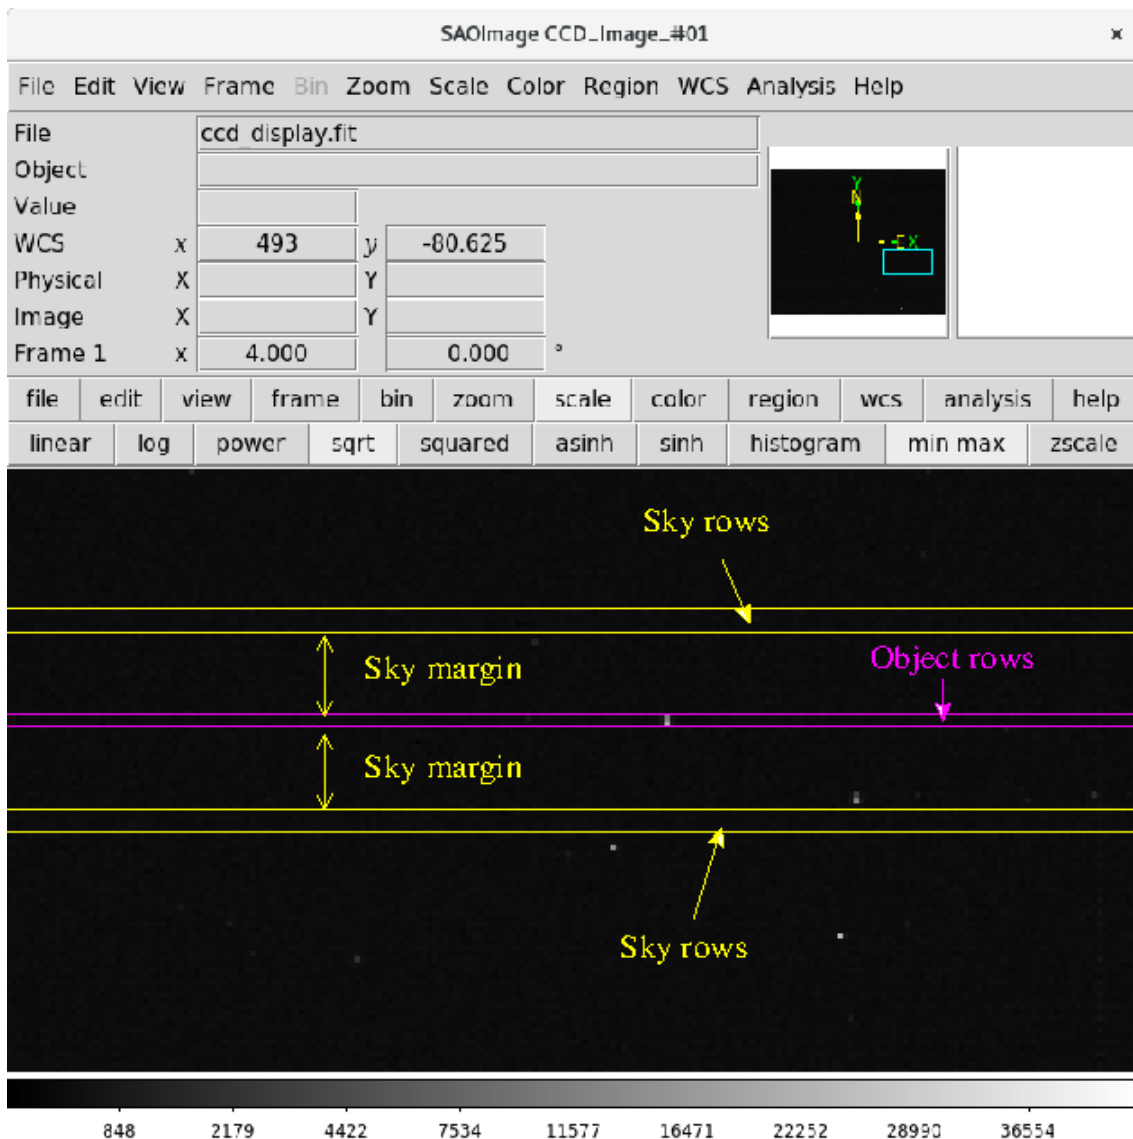 SAOImage CCD_Image_#01 ×
File Edit View Frame Bin Zoom Scale Color Region WCS Analysis Help
File ccd_display.fit
Object
Value
WCS x 493 y -80.625
Physical X Y
Image X Y
Frame 1 x 4.000 0.000 °
Y
N
E X
file edit view frame bin zoom scale color region wcs analysis help
linear log power sqrt squared asinh sinh histogram min max zscale
Sky rows
Object rows
Sky margin
Sky margin
Sky rows
848 2179 4422 7534 11577 16471 22252 28990 36554